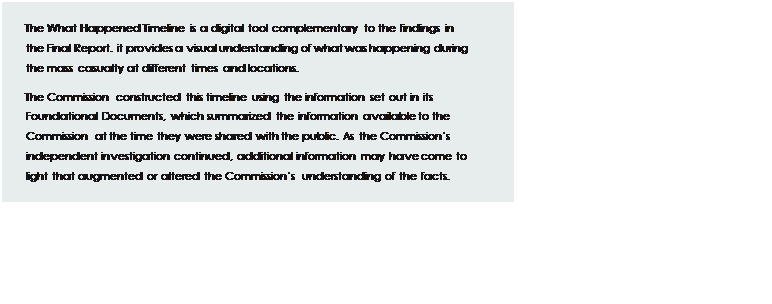 The What Happened Timeline is a digital tool complementary to the findings in
the Final Report. it provides a visual understanding of what was happening during
the mass casualty at different times and locations.
The Commission constructed this timeline using the information set out in its
Foundational Documents, which summarized the information available to the
Commission at the time they were shared with the public. As the Commission's
independent investigation continued, additional information may have come to
light that augmented or altered the Commission's understanding of the facts.